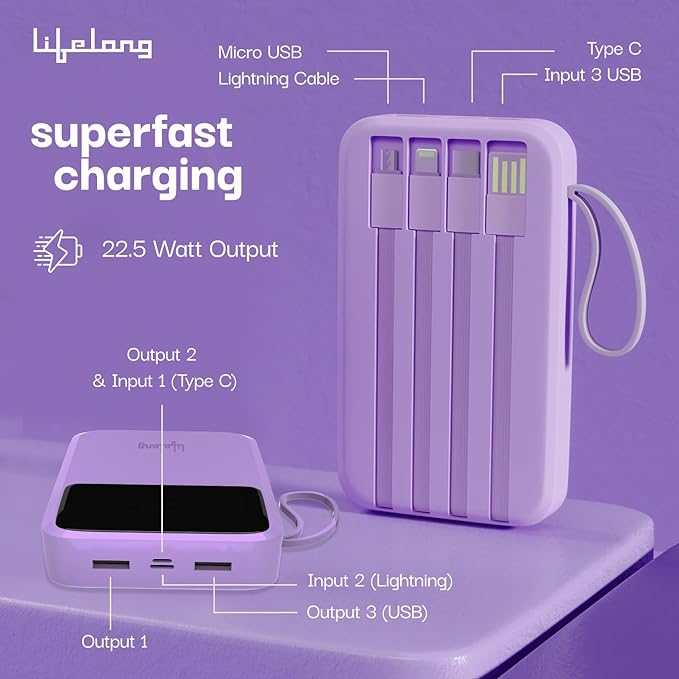 Lifelong
superfast
charging
22.5 Watt Output
Micro USB
Lightning Cable
Type C
Input 3 USB
Output 2
& Input 1 (Type C)
Lifelong
Input 2 (Lightning)
Output 3 (USB)
Output 1